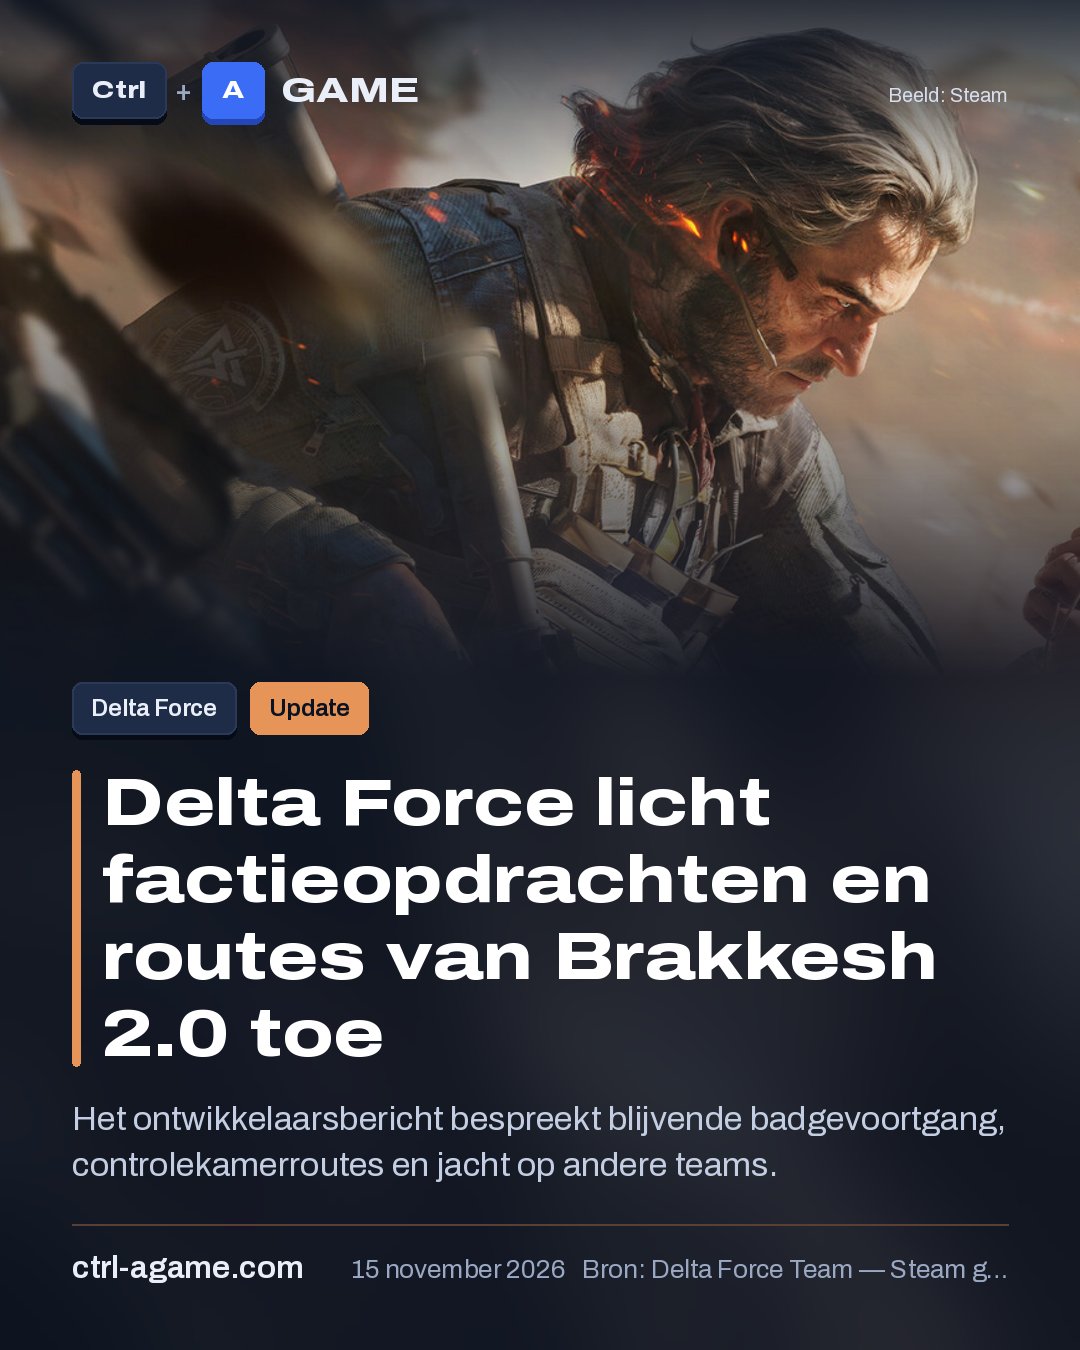 Ctrl + A GAME
Beeld: Steam
Delta Force
Update
Delta Force licht
factieopdrachten en
routes van Brakkesh
2.0 toe
Het ontwikkelaarsbericht bespreekt blijvende badgevoortgang,
controlekamerroutes en jacht op andere teams.
ctrl-agame.com
15 november 2026
Bron: Delta Force Team — Steam g...